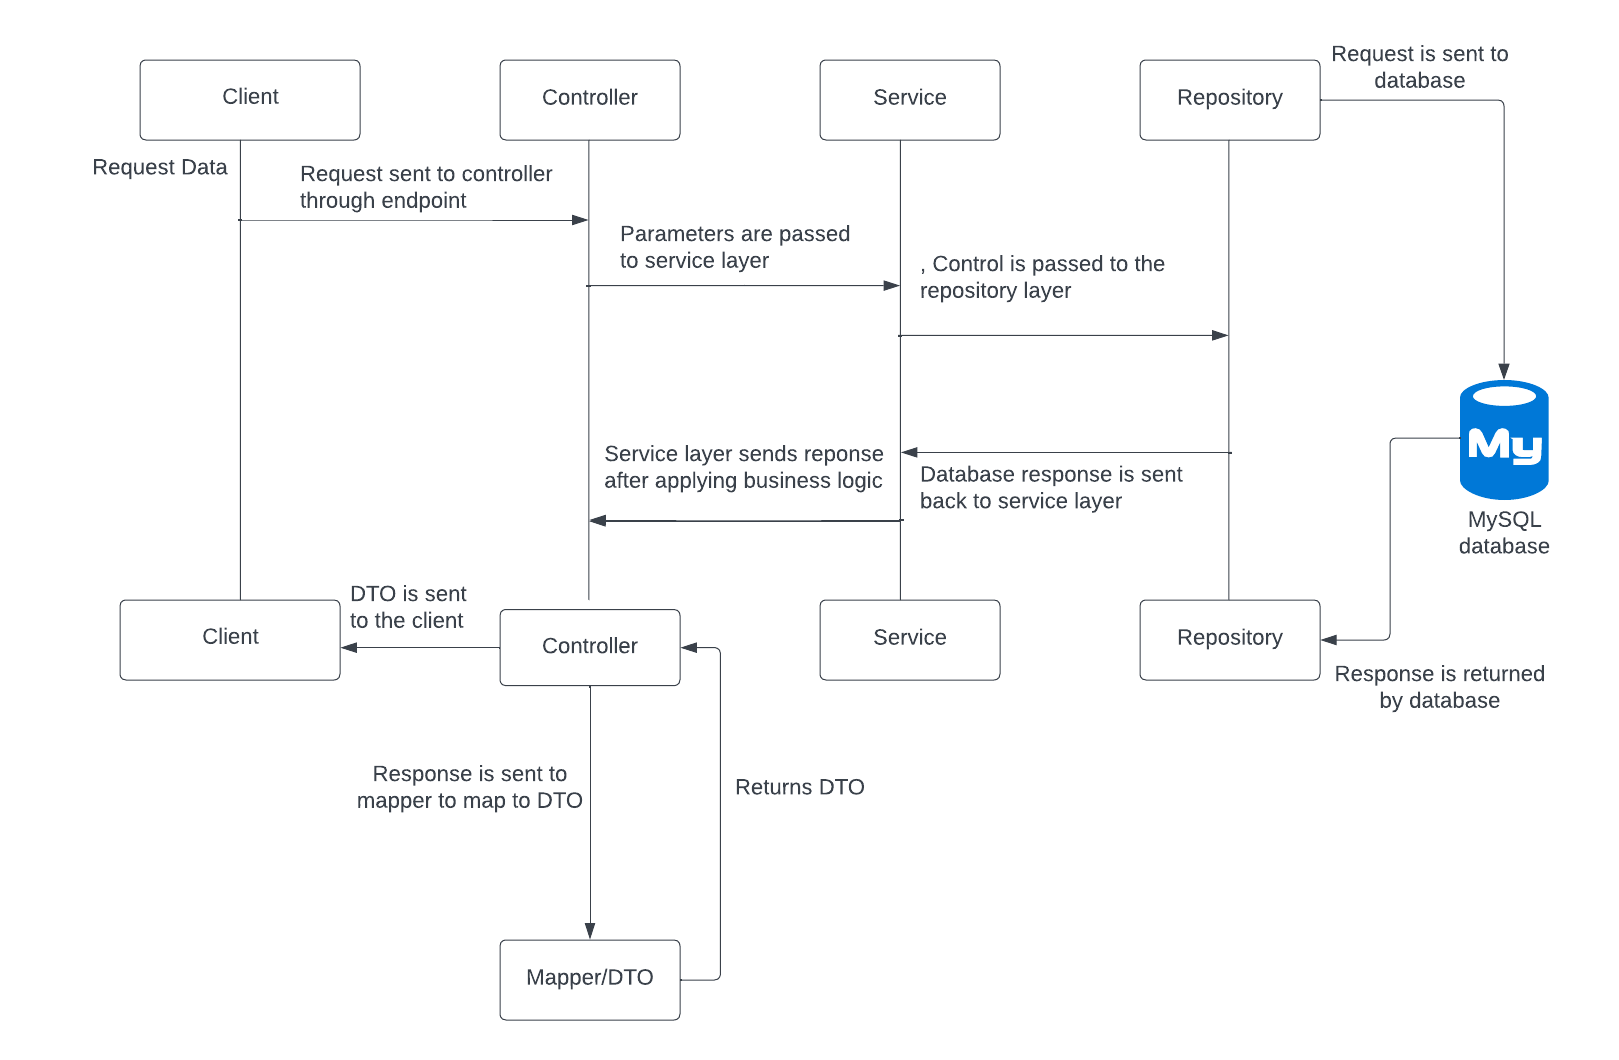 Client
Controller
Service
Repository
Request is sent to
database
Request Data
Request sent to controller
through endpoint
Parameters are passed
to service layer
, Control is passed to the
repository layer
My
MySQL
database
Service layer sends reponse
after applying business logic
Database response is sent
back to service layer
DTO is sent
to the client
Client
Controller
Service
Repository
Response is returned
by database
Response is sent to
mapper to map to DTO
Returns DTO
Mapper/DTO